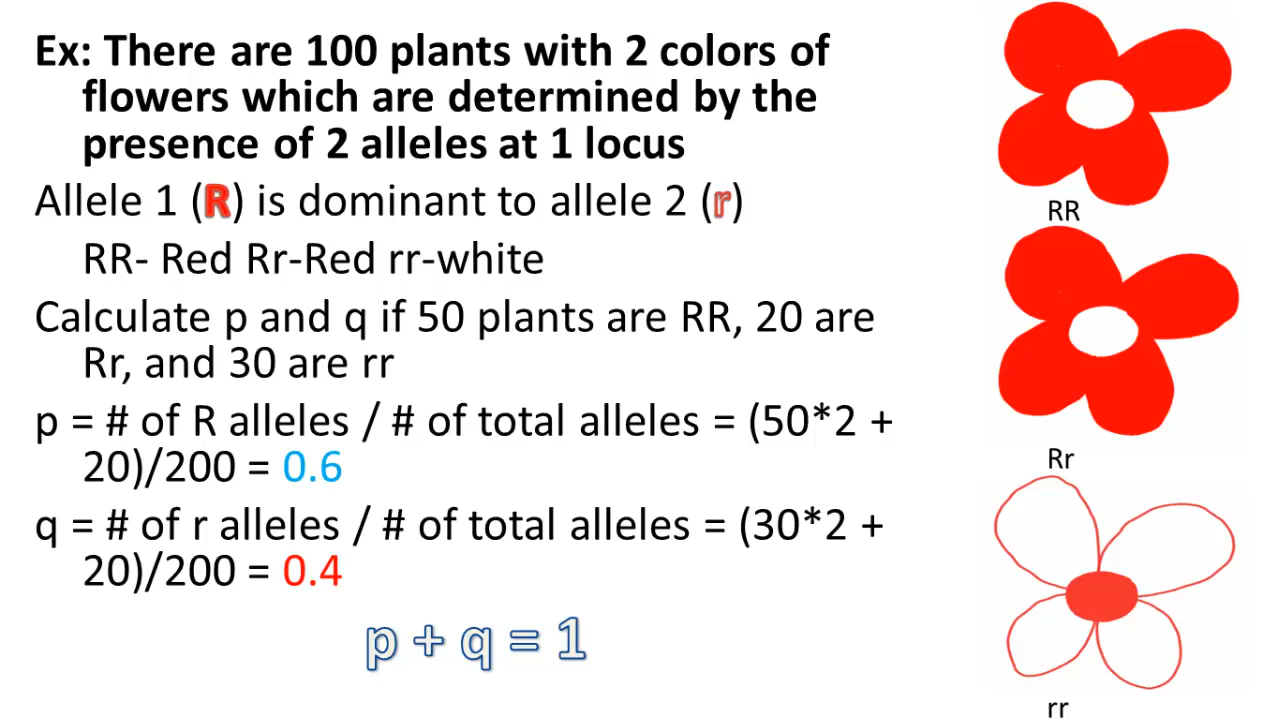 Ex: There are 100 plants with 2 colors of
flowers which are determined by the
presence of 2 alleles at 1 locus
Allele 1 (R) is dominant to allele 2 (r)
RR- Red Rr-Red rr-white
Calculate p and q if 50 plants are RR, 20 are
Rr, and 30 are rr
p = # of R alleles / # of total alleles = (50*2 +
20)/200 = 0.6
q = # of r alleles / # of total alleles = (30*2 +
20)/200 = 0.4
p + q = 1
RR
Rr
rr